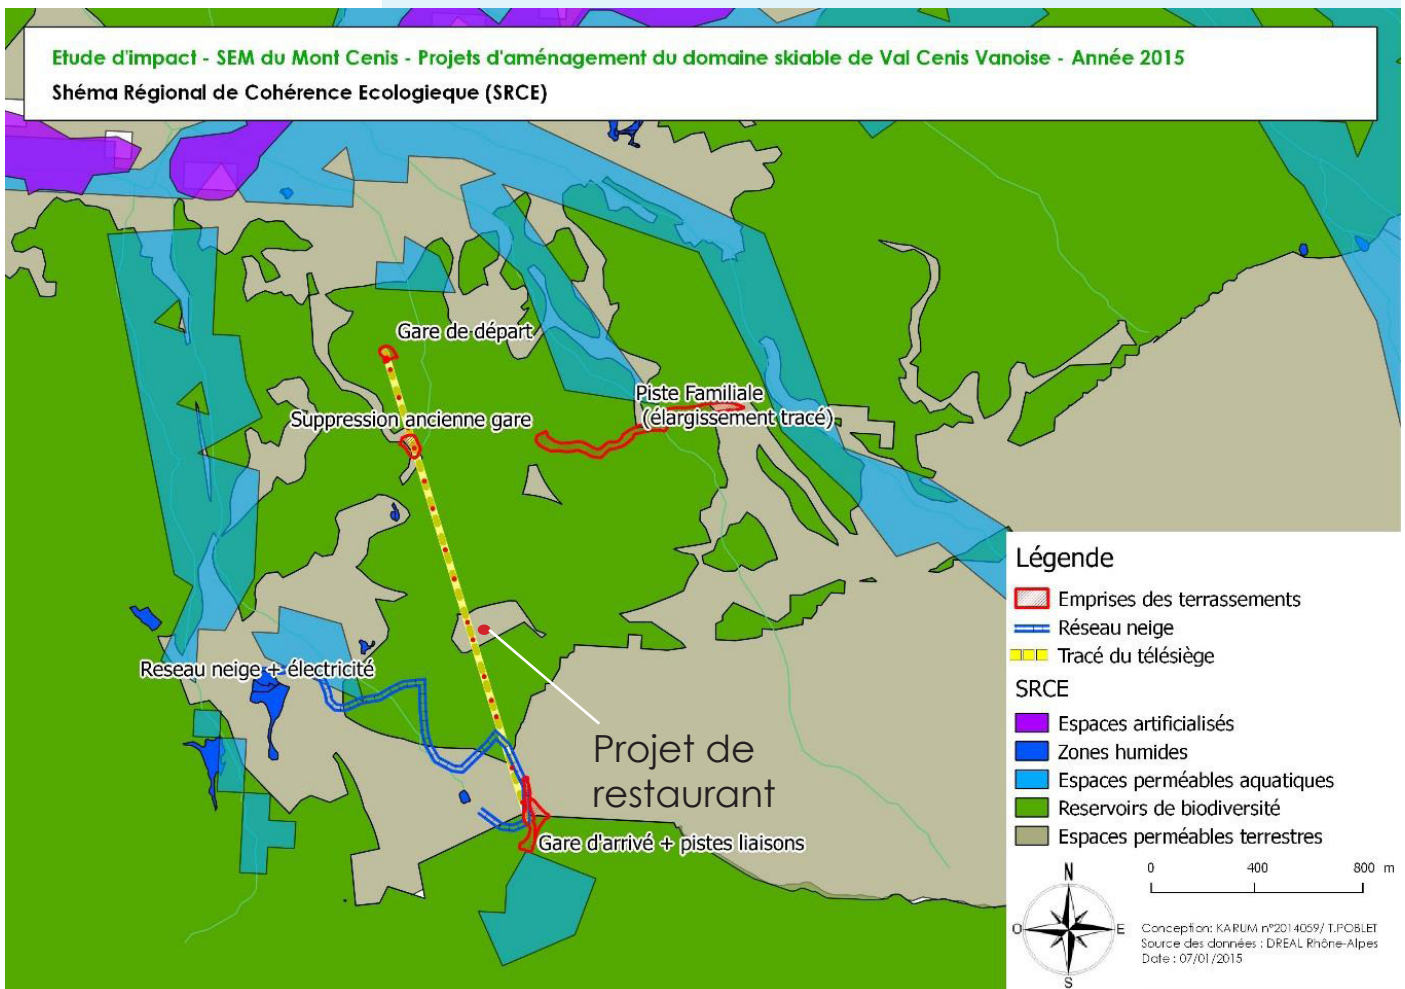 Etude d'impact - SEM du Mont Cenis - Projets d'aménagement du domaine skiable de Val Cenis Vanoise - Année 2015
Shéma Régional de Cohérence Ecologieque (SRCE)
Gare de départ
Suppression ancienne gare
Piste Familiale
(élargissement tracé)
Reseau neige + électricité
Projet de
restaurant
Gare d'arrivé + pistes liaisons
Légende
Emprises des terrassements
Réseau neige
Tracé du télésiège
SRCE
Espaces artificialisés
Zones humides
Espaces perméables aquatiques
Reservoirs de biodiversité
Espaces perméables terrestres
0 400 800 m
N
O E
S
Conception: KARUM n°2014059/ T.POBLET
Source des données : DREAL Rhône-Alpes
Date : 07/01/2015